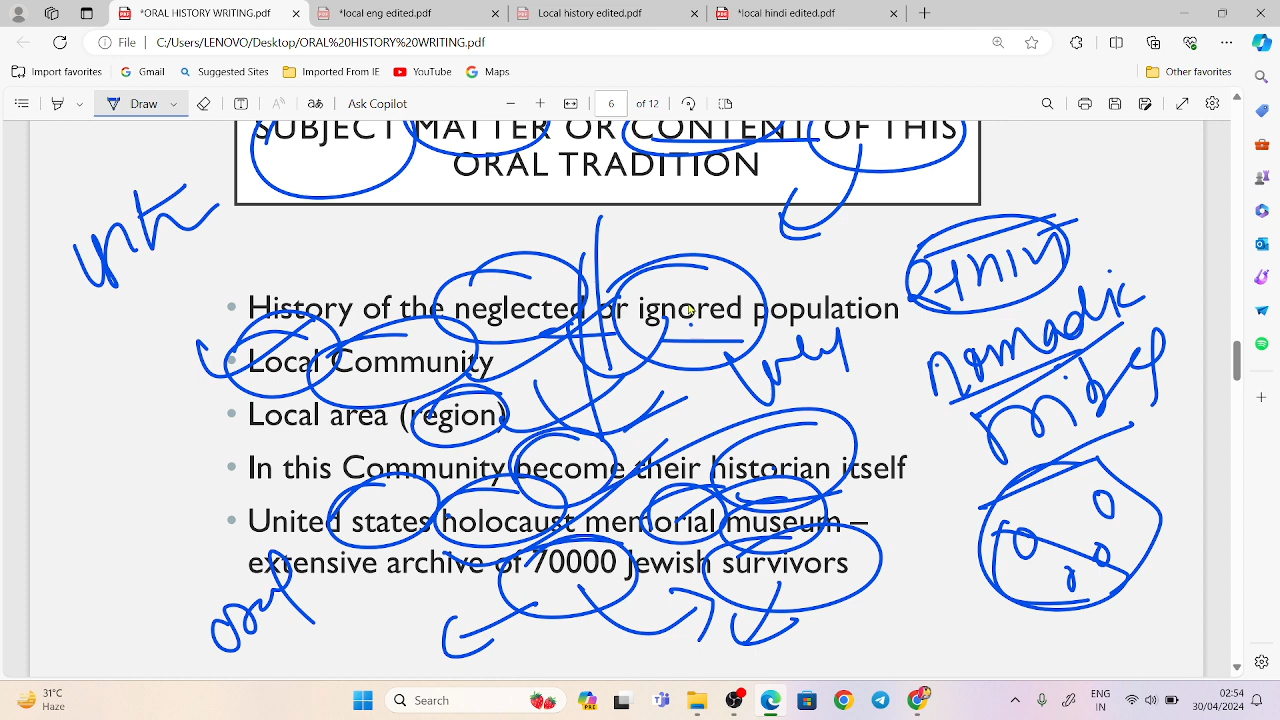 *ORAL HISTORY WRITING.pdf
*local eng edited.pdf
Local history edited.pdf
*local hindi edited.pdf
File
C:/Users/LENOVO/Desktop/ORAL%20HISTORY%20WRITING.pdf
Import favorites
Gmail
Suggested Sites
Imported From IE
YouTube
Maps
Other favorites
Draw
Ask Copilot
6 of 12
SUBJECT MATTER OR CONTENT OF THIS
ORAL TRADITION
History of the neglected or ignored population
Local Community
Local area (region)
In this Community become their historian itself
United states holocaust memorial museum –
extensive archive of 70000 Jewish survivors
nomadic
oral
31°C
Haze
Search
ENG
IN
02:54
30/04/2024